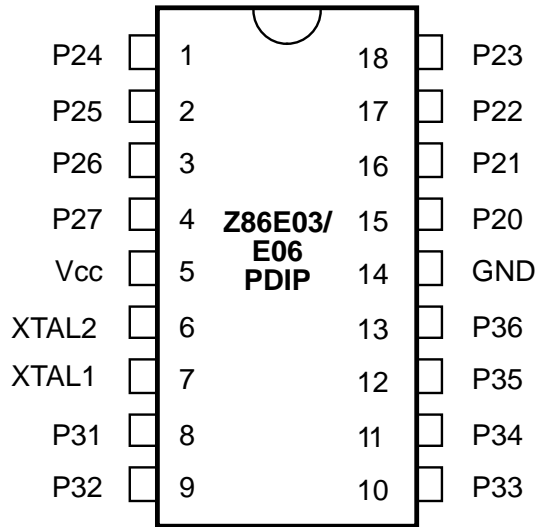 P24 1 18 P23
P25 2 17 P22
P26 3 16 P21
P27 4 Z86E03/ 15 P20
E06
Vcc 5 PDIP 14 GND
XTAL2 6 13 P36
XTAL1 7 12 P35
P31 8 11 P34
P32 9 10 P33